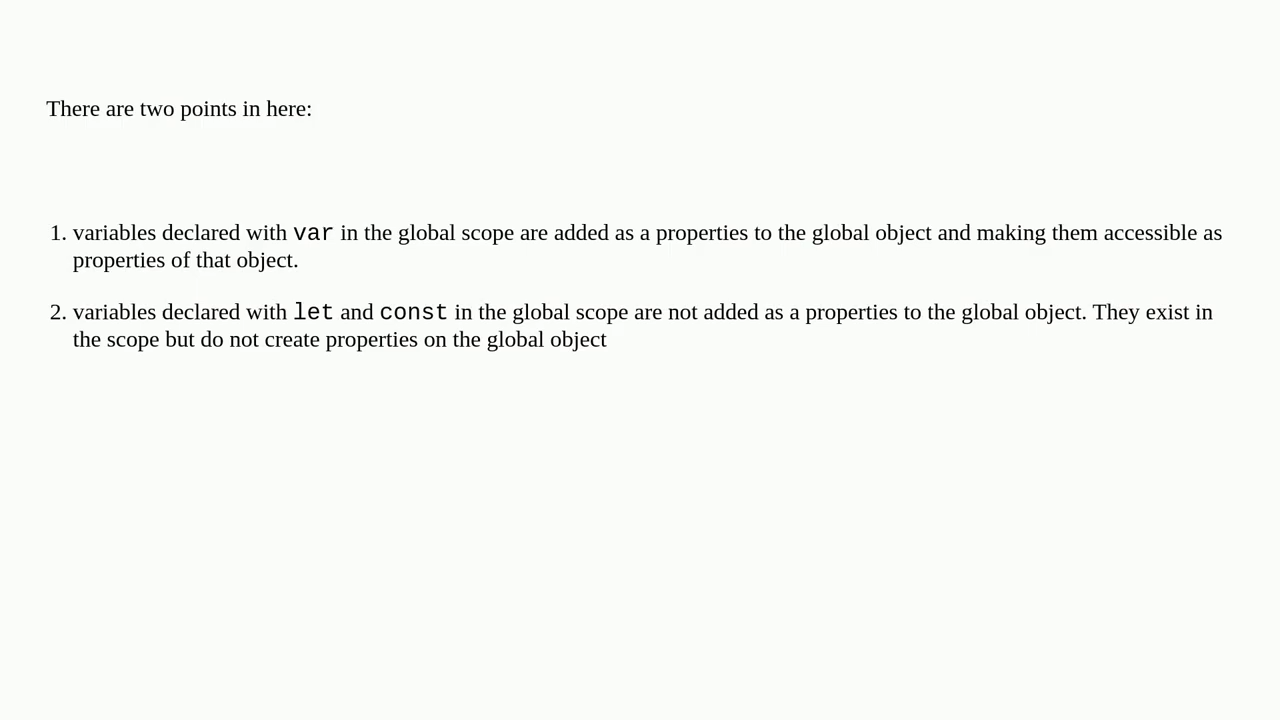 There are two points in here:
1. variables declared with var in the global scope are added as a properties to the global object and making them accessible as
properties of that object.
2. variables declared with let and const in the global scope are not added as a properties to the global object. They exist in
the scope but do not create properties on the global object